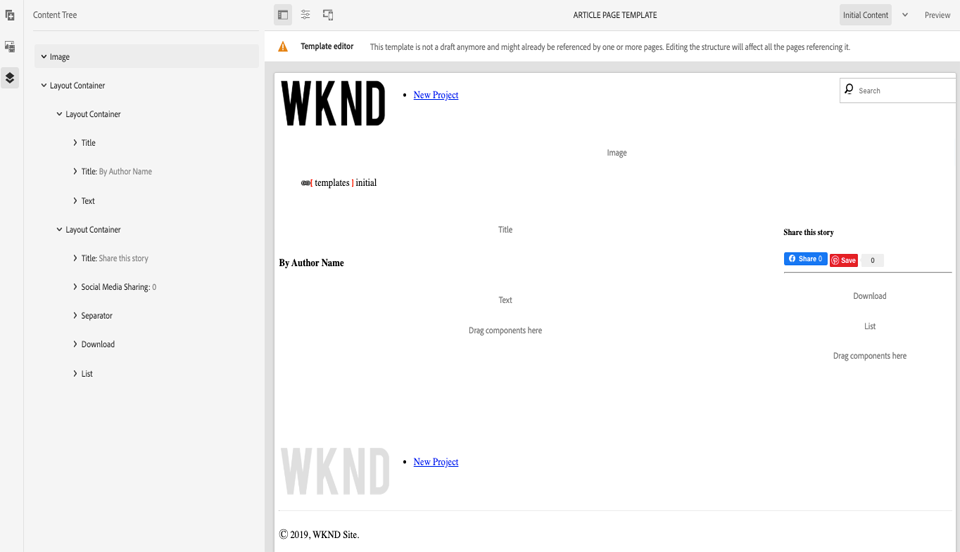 Content Tree
ARTICLE PAGE TEMPLATE
Initial Content
Preview
Template editor
This template is not a draft anymore and might already be referenced by one or more pages. Editing the structure will affect all the pages referencing it.
Image
Layout Container
Layout Container
Title
Title: By Author Name
Text
Layout Container
Title: Share this story
Social Media Sharing: 0
Separator
Download
List
WKND
New Project
Search
Image
{ templates } initial
Title
Share this story
By Author Name
Share 0
Save
0
Text
Download
Drag components here
List
Drag components here
WKND
New Project
© 2019, WKND Site.